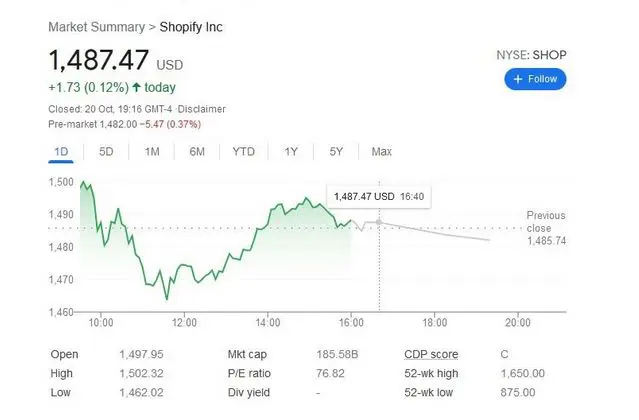 Market Summary > Shopify Inc
1,487.47 USD
NYSE: SHOP
+ Follow
+1.73 (0.12%) ↑ today
Closed: 20 Oct, 19:16 GMT-4 ·Disclaimer
Pre-market 1,482.00 −5.47 (0.37%)
1D 5D 1M 6M YTD 1Y 5Y Max
1,500
1,487.47 USD 16:40
1,490
Previous
close
1,485.74
1,480
1,470
1,460
10:00 12:00 14:00 16:00 18:00 20:00
Open 1,497.95 Mkt cap 185.58B CDP score C
High 1,502.32 P/E ratio 76.82 52-wk high 1,650.00
Low 1,462.02 Div yield - 52-wk low 875.00